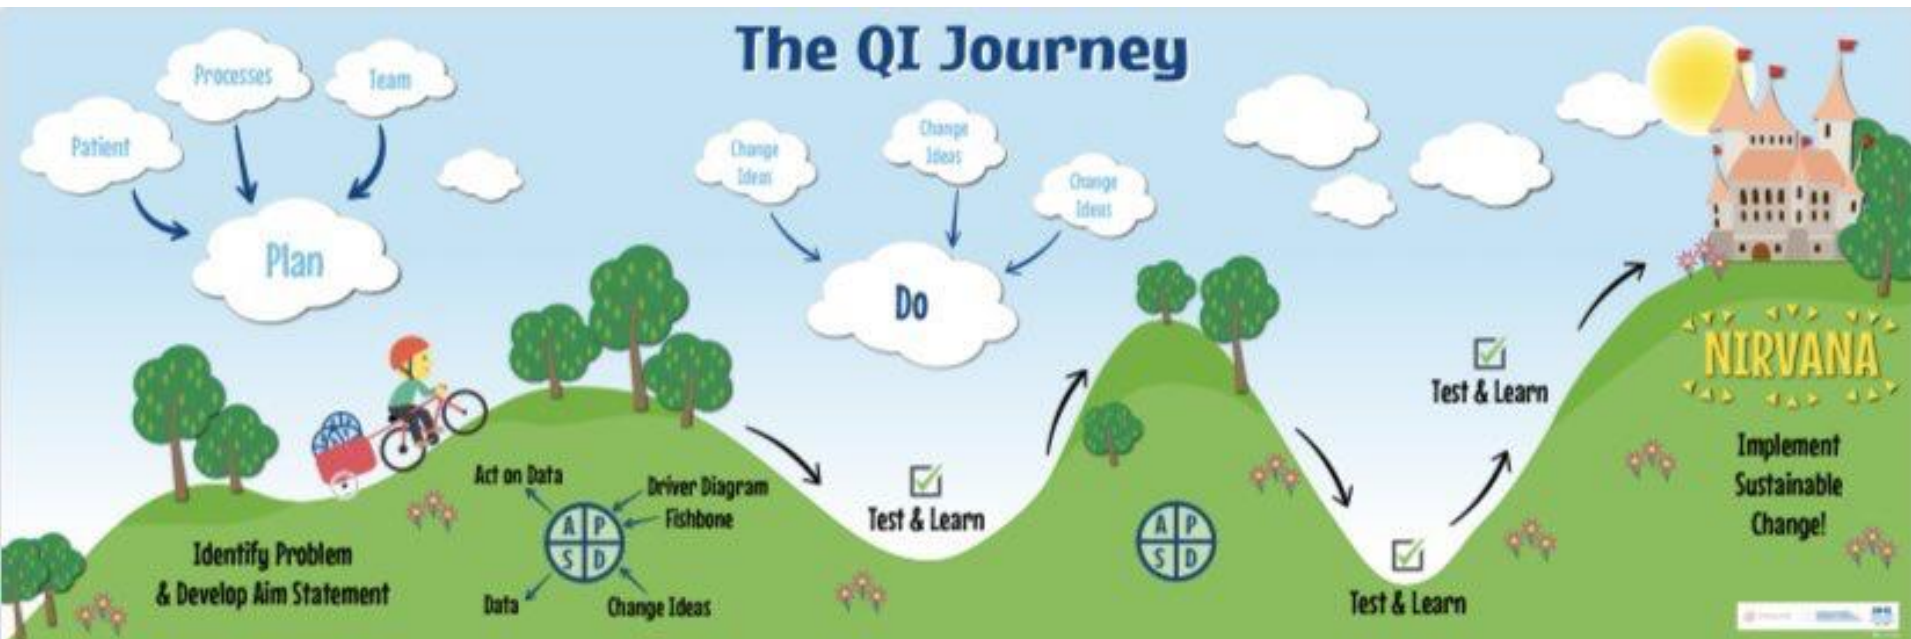 The QI Journey
Processes
Team
Patient
Plan
Change
Ideas
Change
Ideas
Change
Ideas
Do
Act on Data
Driver Diagram
Fishbone
A P
S D
Data
Change Ideas
Identify Problem
& Develop Aim Statement
Test & Learn
A P
S D
Test & Learn
Test & Learn
NIRVANA
Implement
Sustainable
Change!